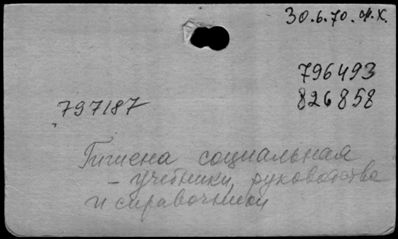 30.6.70.
796493
826858
797187
Гигиена социальная
– учебники, руководства
и справочники